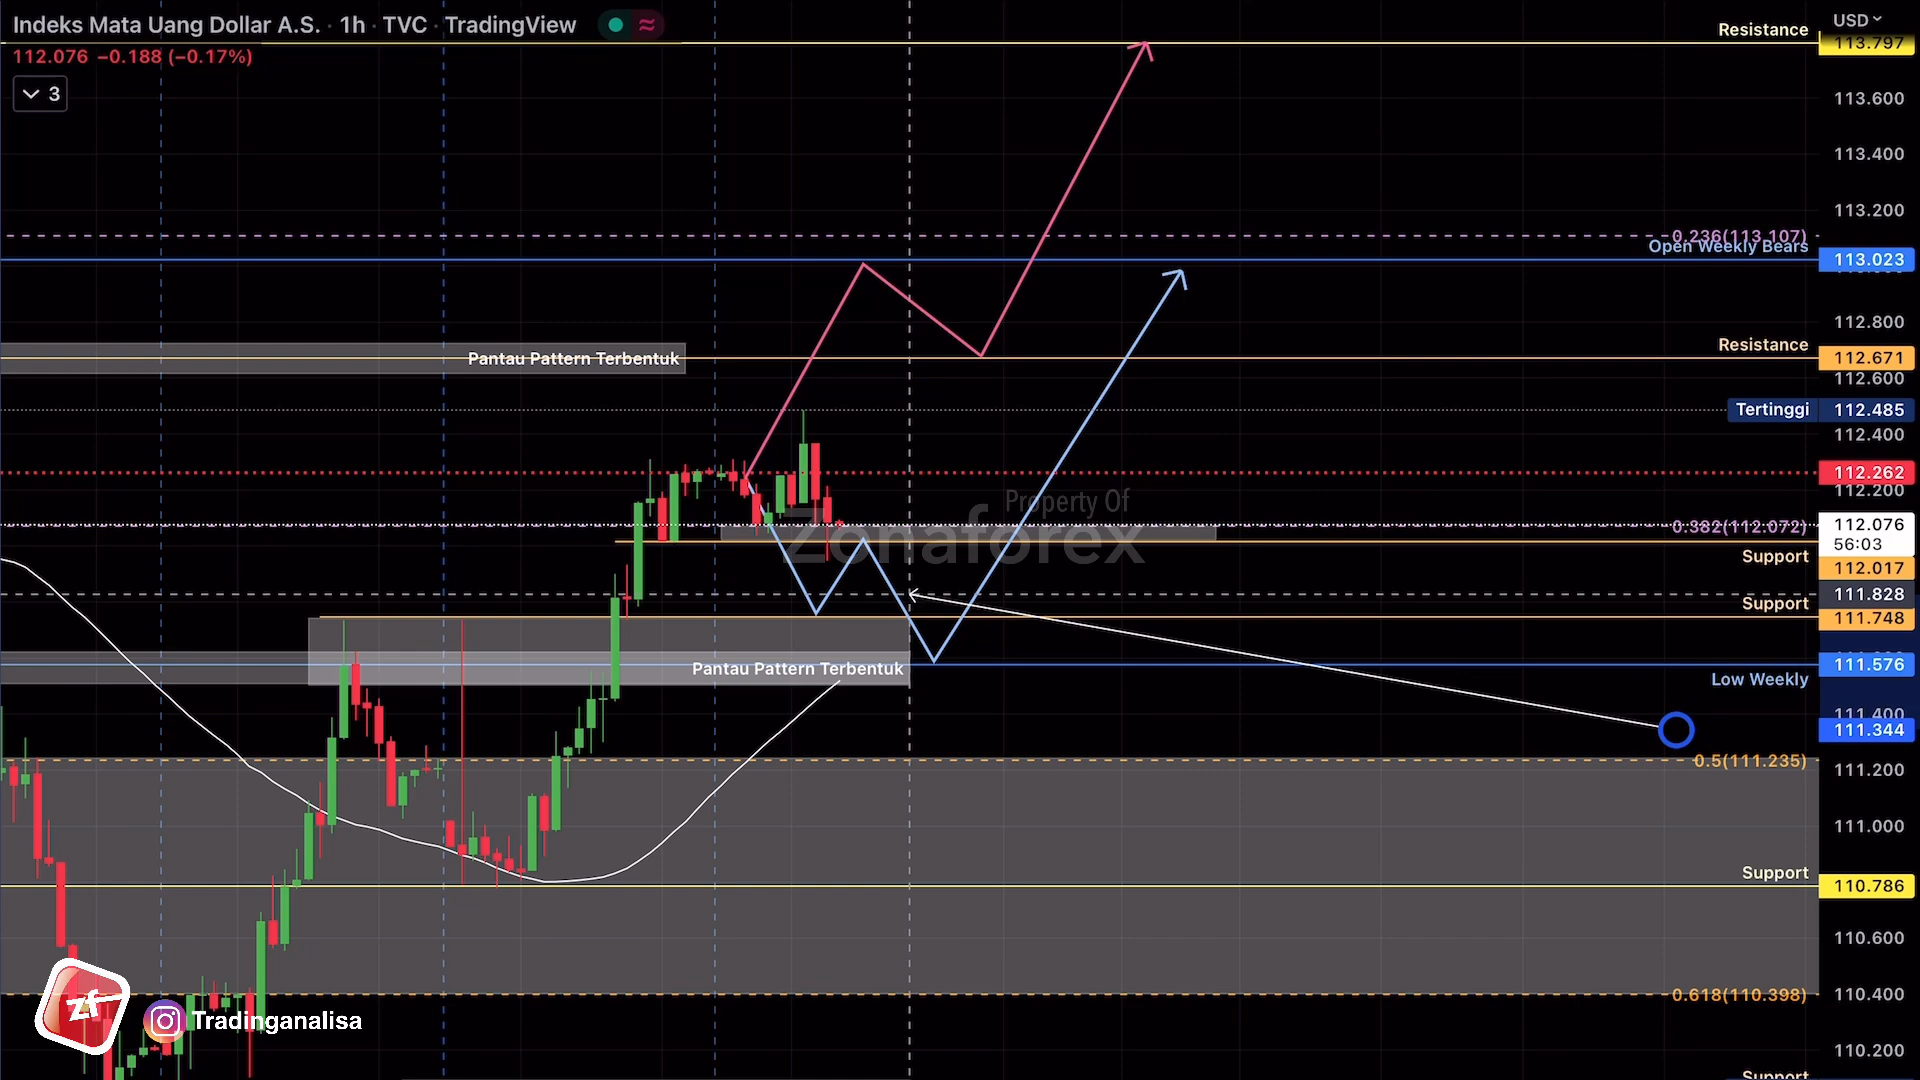 Indeks Mata Uang Dollar A.S. · 1h · TVC · TradingView
112.076 −0.188 (−0.17%)
3
USD
Resistance
113.797
113.600
113.400
113.200
0.236(113.107)
Open Weekly Bears
113.023
112.800
Resistance
Pantau Pattern Terbentuk
112.671
112.600
Tertinggi
112.485
112.400
112.262
112.200
Property Of
Zonaforex
0.382(112.072)
112.076
56:03
Support
112.017
111.828
Support
111.748
Pantau Pattern Terbentuk
111.576
Low Weekly
111.400
111.344
0.5(111.235)
111.200
111.000
Support
110.786
110.600
0.618(110.398)
110.400
zf
Tradinganalisa
110.200
Support